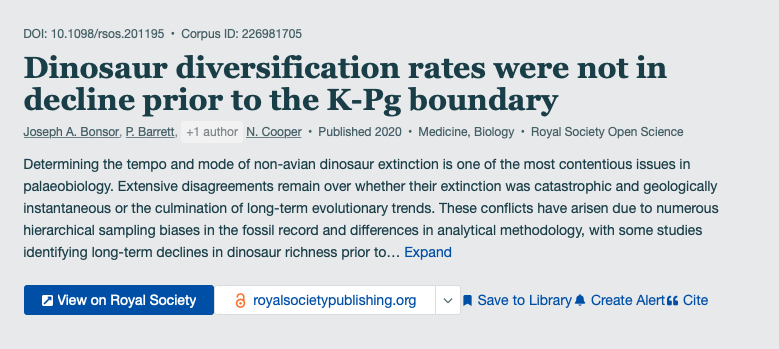 DOI: 10.1098/rsos.201195 • Corpus ID: 226981705
Dinosaur diversification rates were not in
decline prior to the K-Pg boundary
Joseph A. Bonsor, P. Barrett, +1 author N. Cooper • Published 2020 • Medicine, Biology • Royal Society Open Science
Determining the tempo and mode of non-avian dinosaur extinction is one of the most contentious issues in
palaeobiology. Extensive disagreements remain over whether their extinction was catastrophic and geologically
instantaneous or the culmination of long-term evolutionary trends. These conflicts have arisen due to numerous
hierarchical sampling biases in the fossil record and differences in analytical methodology, with some studies
identifying long-term declines in dinosaur richness prior to… Expand
View on Royal Society royalsocietypublishing.org Save to Library Create Alert Cite